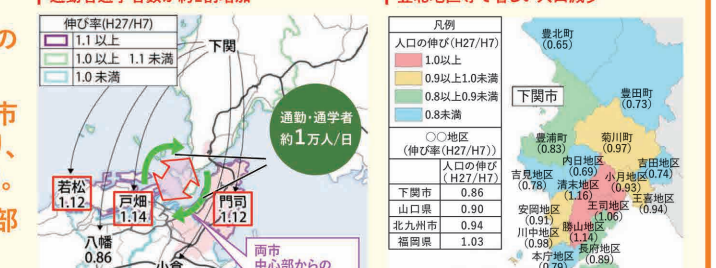 の
市
り、
。
部
伸び率(H27/H7)
1.1以上
1.0以上 1.1未満
1.0未満
下関
通勤・通学者
約1万人/日
若松
1.12
戸畑
1.14
門司
1.12
八幡
0.86
小倉
両市
中心部からの
凡例
人口の伸び(H27/H7)
1.0以上
0.9以上1.0未満
0.8以上0.9未満
0.8未満
○○地区
(伸び率(H27/H7))
人口の伸び
(H27/H7)
下関市 0.86
山口県 0.90
北九州市 0.94
福岡県 1.03
下関市
豊北町
(0.65)
豊田町
(0.73)
豊浦町
(0.83)
菊川町
(0.97)
内日地区
(0.69)
吉田地区
(0.74)
吉見地区
(0.78)
清末地区
(1.16)
小月地区
(0.93)
王喜地区
(0.94)
安岡地区
(0.91)
王司地区
(1.06)
川中地区
(0.98)
勝山地区
(1.14)
長府地区
(0.89)
本庁地区